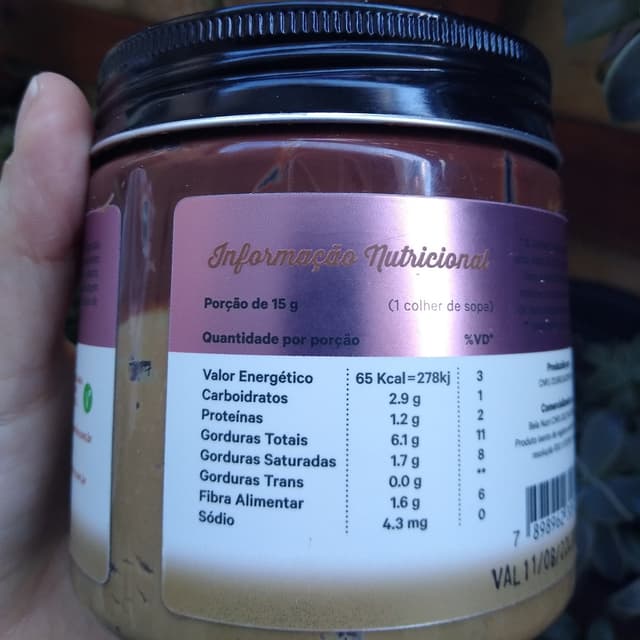 Informação Nutricional
Porção de 15 g (1 colher de sopa)
Quantidade por porção %VD*
Valor Energético 65 Kcal=278kj 3
Carboidratos 2.9 g 1
Proteínas 1.2 g 2
Gorduras Totais 6.1 g 11
Gorduras Saturadas 1.7 g 8
Gorduras Trans 0.0 g **
Fibra Alimentar 1.6 g 6
Sódio 4.3 mg 0
VAL 11/08/